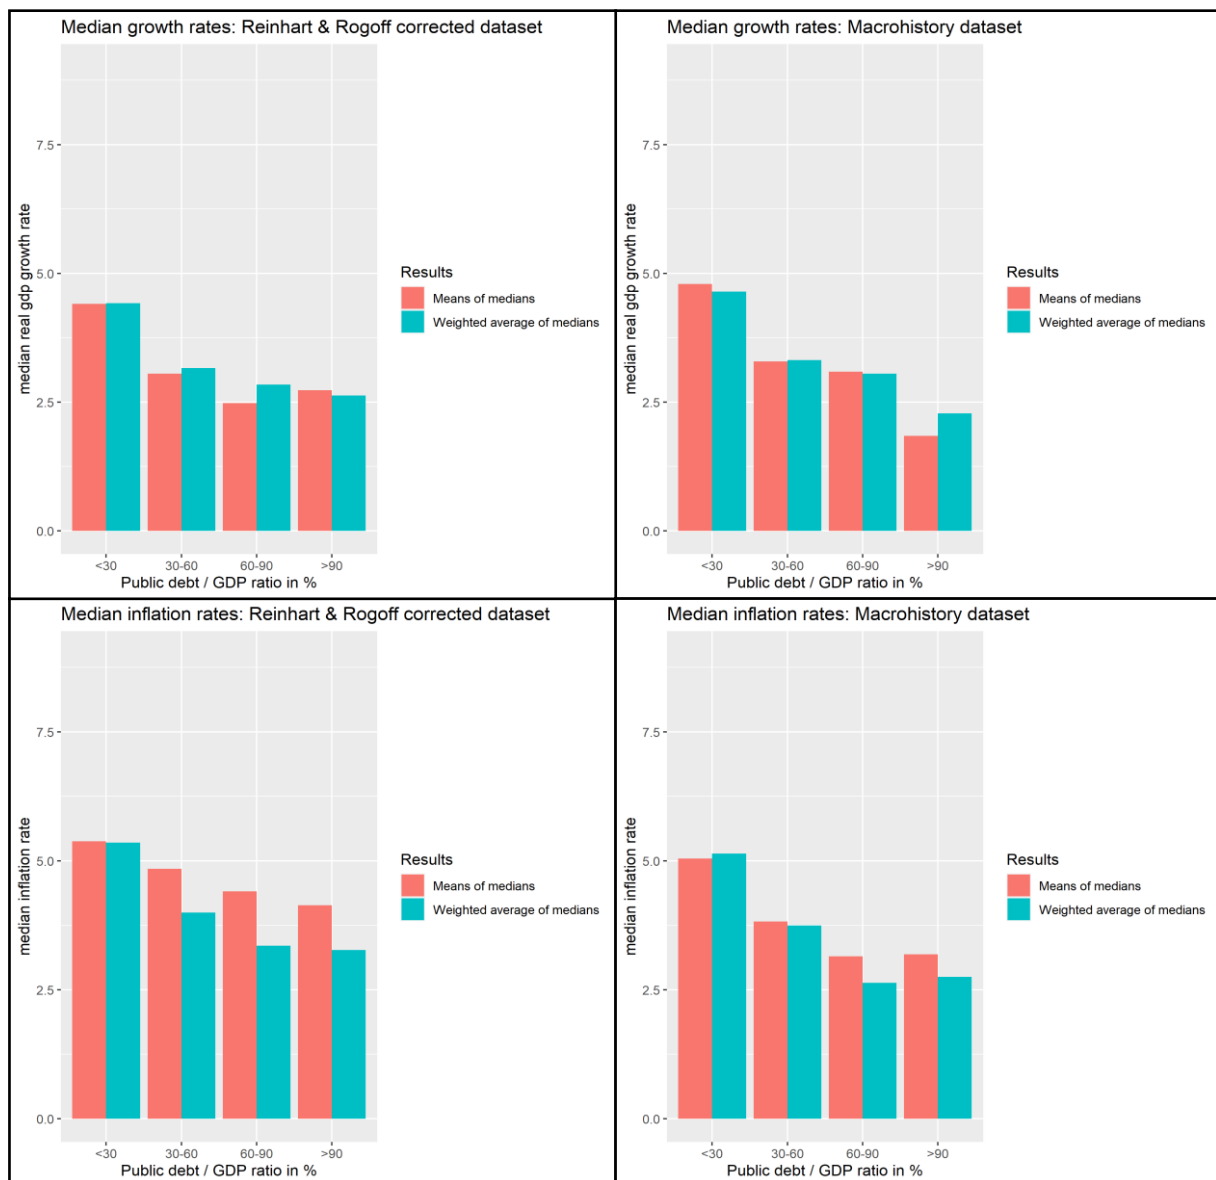 Median growth rates: Reinhart & Rogoff corrected dataset
7.5
5.0
2.5
0.0
median real gdp growth rate
<30 30-60 60-90 >90
Public debt / GDP ratio in %
Results
Means of medians
Weighted average of medians
Median growth rates: Macrohistory dataset
7.5
5.0
2.5
0.0
median real gdp growth rate
<30 30-60 60-90 >90
Public debt / GDP ratio in %
Results
Means of medians
Weighted average of medians
Median inflation rates: Reinhart & Rogoff corrected dataset
7.5
5.0
2.5
0.0
median inflation rate
<30 30-60 60-90 >90
Public debt / GDP ratio in %
Results
Means of medians
Weighted average of medians
Median inflation rates: Macrohistory dataset
7.5
5.0
2.5
0.0
median inflation rate
<30 30-60 60-90 >90
Public debt / GDP ratio in %
Results
Means of medians
Weighted average of medians